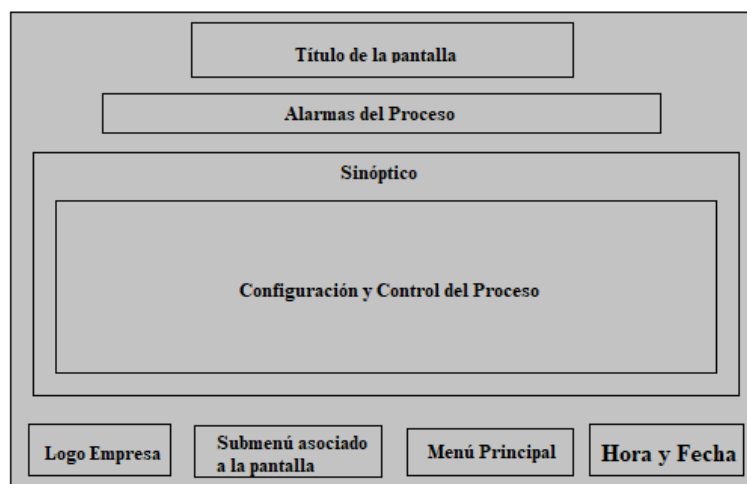 Título de la pantalla
Alarmas del Proceso
Sinóptico
Configuración y Control del Proceso
Logo Empresa
Submenú asociado
a la pantalla
Menú Principal
Hora y Fecha